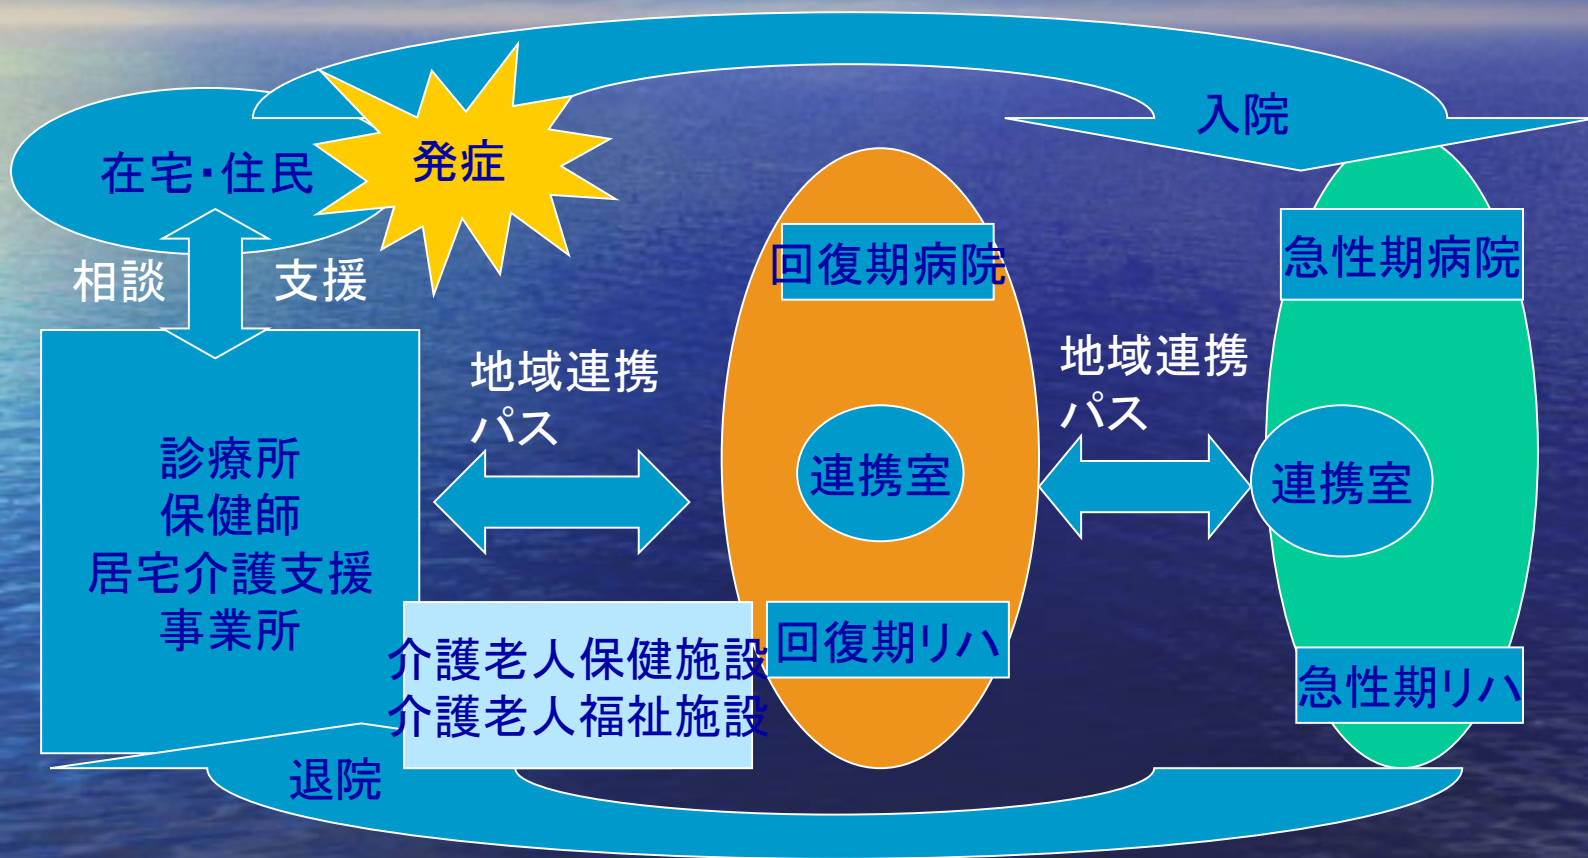 入院
発症
在宅・住民
相談
支援
回復期病院
急性期病院
地域連携
パス
地域連携
パス
診療所
保健師
居宅介護支援
事業所
連携室
連携室
介護老人保健施設
介護老人福祉施設
回復期リハ
急性期リハ
退院